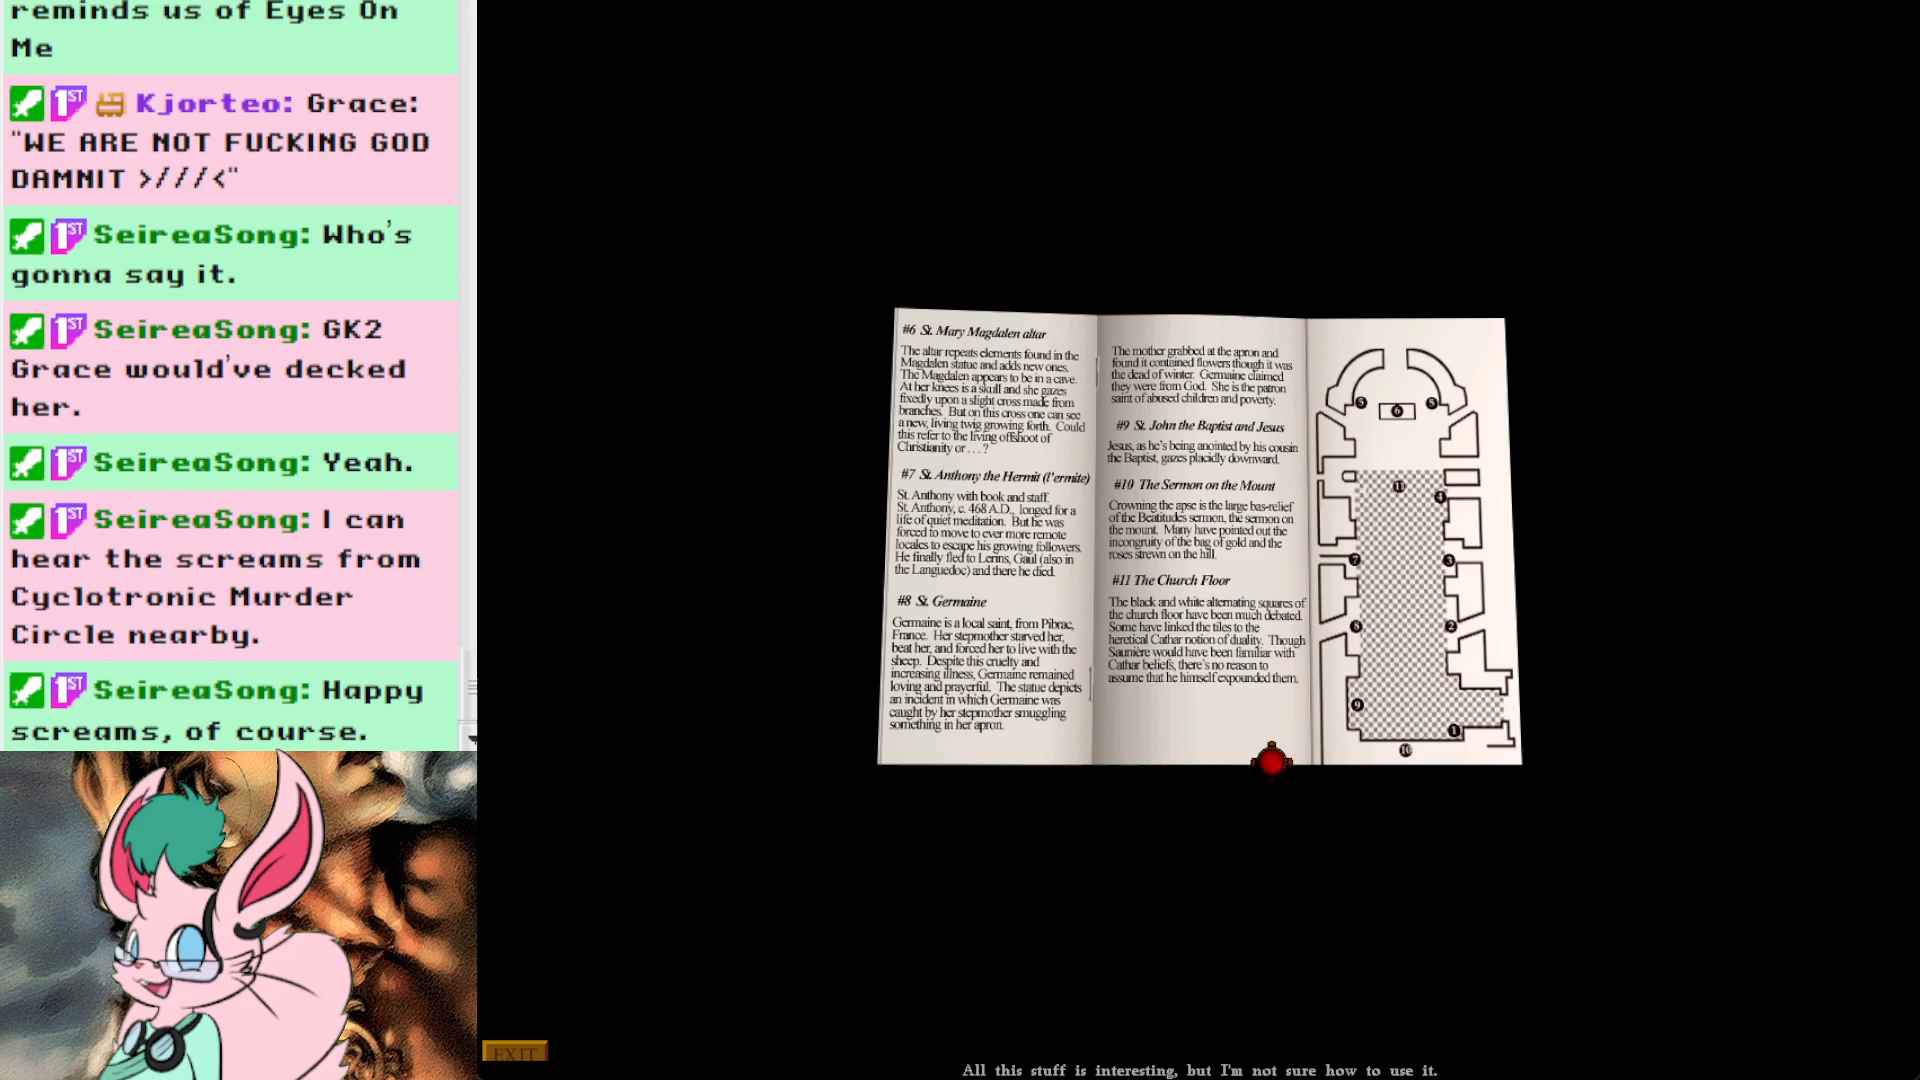 reminds us of Eyes On
Me
1ST Kjorteo: Grace:
"WE ARE NOT FUCKING GOD
DAMNIT >///<"
1ST SeireaSong: Who's
gonna say it.
1ST SeireaSong: GK2
Grace would've decked
her.
1ST SeireaSong: Yeah.
1ST SeireaSong: I can
hear the screams from
Cyclotronic Murder
Circle nearby.
1ST SeireaSong: Happy
screams, of course.
#6 St. Mary Magdalen altar
The altar repeats elements found in the
Magdalen statue and adds new ones.
The Magdalen appears to be in a cave.
At her knees is a skull and she gazes
fixedly upon a slight cross made from
branches. But on this cross one can see
a new, living twig growing forth. Could
this refer to the living offshoot of
Christianity or . . . ?
#7 St. Anthony the Hermit (l'ermite)
St. Anthony with book and staff.
St. Anthony, c. 468 A.D., longed for a
life of quiet meditation. But he was
forced to move to ever more remote
locales to escape his growing followers.
He finally fled to Lerins, Gaul (also in
the Languedoc) and there he died.
#8 St. Germaine
Germaine is a local saint, from Pibrac,
France. Her stepmother starved her,
beat her, and forced her to live with the
sheep. Despite this cruelty and
increasing illness, Germaine remained
loving and prayerful. The statue depicts
an incident in which Germaine was
caught by her stepmother smuggling
something in her apron.
The mother grabbed at the apron and
found it contained flowers though it was
the dead of winter. Germaine claimed
they were from God. She is the patron
saint of abused children and poverty.
#9 St. John the Baptist and Jesus
Jesus, as he's being anointed by his cousin
the Baptist, gazes placidly downward.
#10 The Sermon on the Mount
Crowning the apse is the large bas-relief
of the Beatitudes sermon, the sermon on
the mount. Many have pointed out the
incongruity of the bag of gold and the
roses strewn on the hill.
#11 The Church Floor
The black and white alternating squares of
the church floor have been much debated.
Some have linked the tiles to the
heretical Cathar notion of duality. Though
Saunière would have been familiar with
Cathar beliefs, there's no reason to
assume that he himself expounded them.
5 5
6
11
4
7 3
8 2
9
1
10
EXIT
All this stuff is interesting, but I'm not sure how to use it.